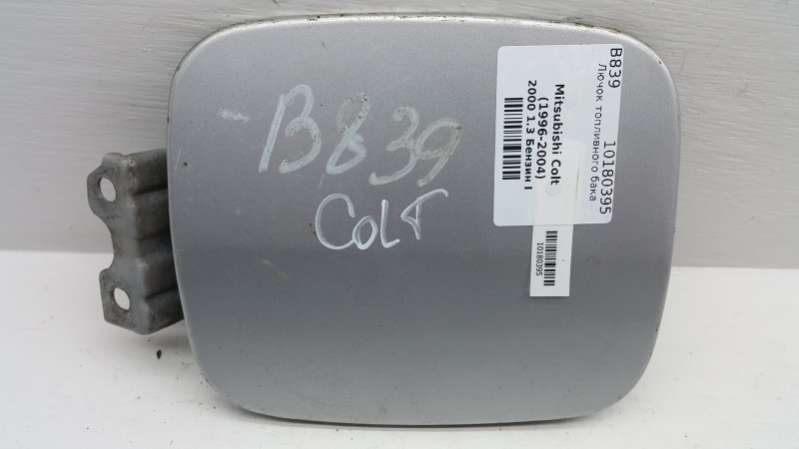 -B839
COLT
B839 10180395
Лючок топливного бака
Mitsubishi Colt
(1996-2004)
2000 1.3 Бензин I
10180395